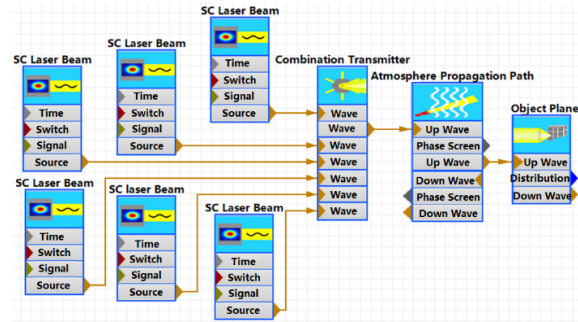 SC Laser Beam
Time
Switch
Signal
Source
SC Laser Beam
Time
Switch
Signal
Source
SC Laser Beam
Time
Switch
Signal
Source
Combination Transmitter
Wave
Wave
Wave
Wave
Wave
Wave
Wave
Atmosphere Propagation Path
Up Wave
Phase Screen
Up Wave
Down Wave
Phase Screen
Down Wave
Object Plane
Up Wave
Distribution
Down Wave
SC Laser Beam
Time
Switch
Signal
Source
SC laser Beam
Time
Switch
Signal
Source
SC Laser Beam
Time
Switch
Signal
Source